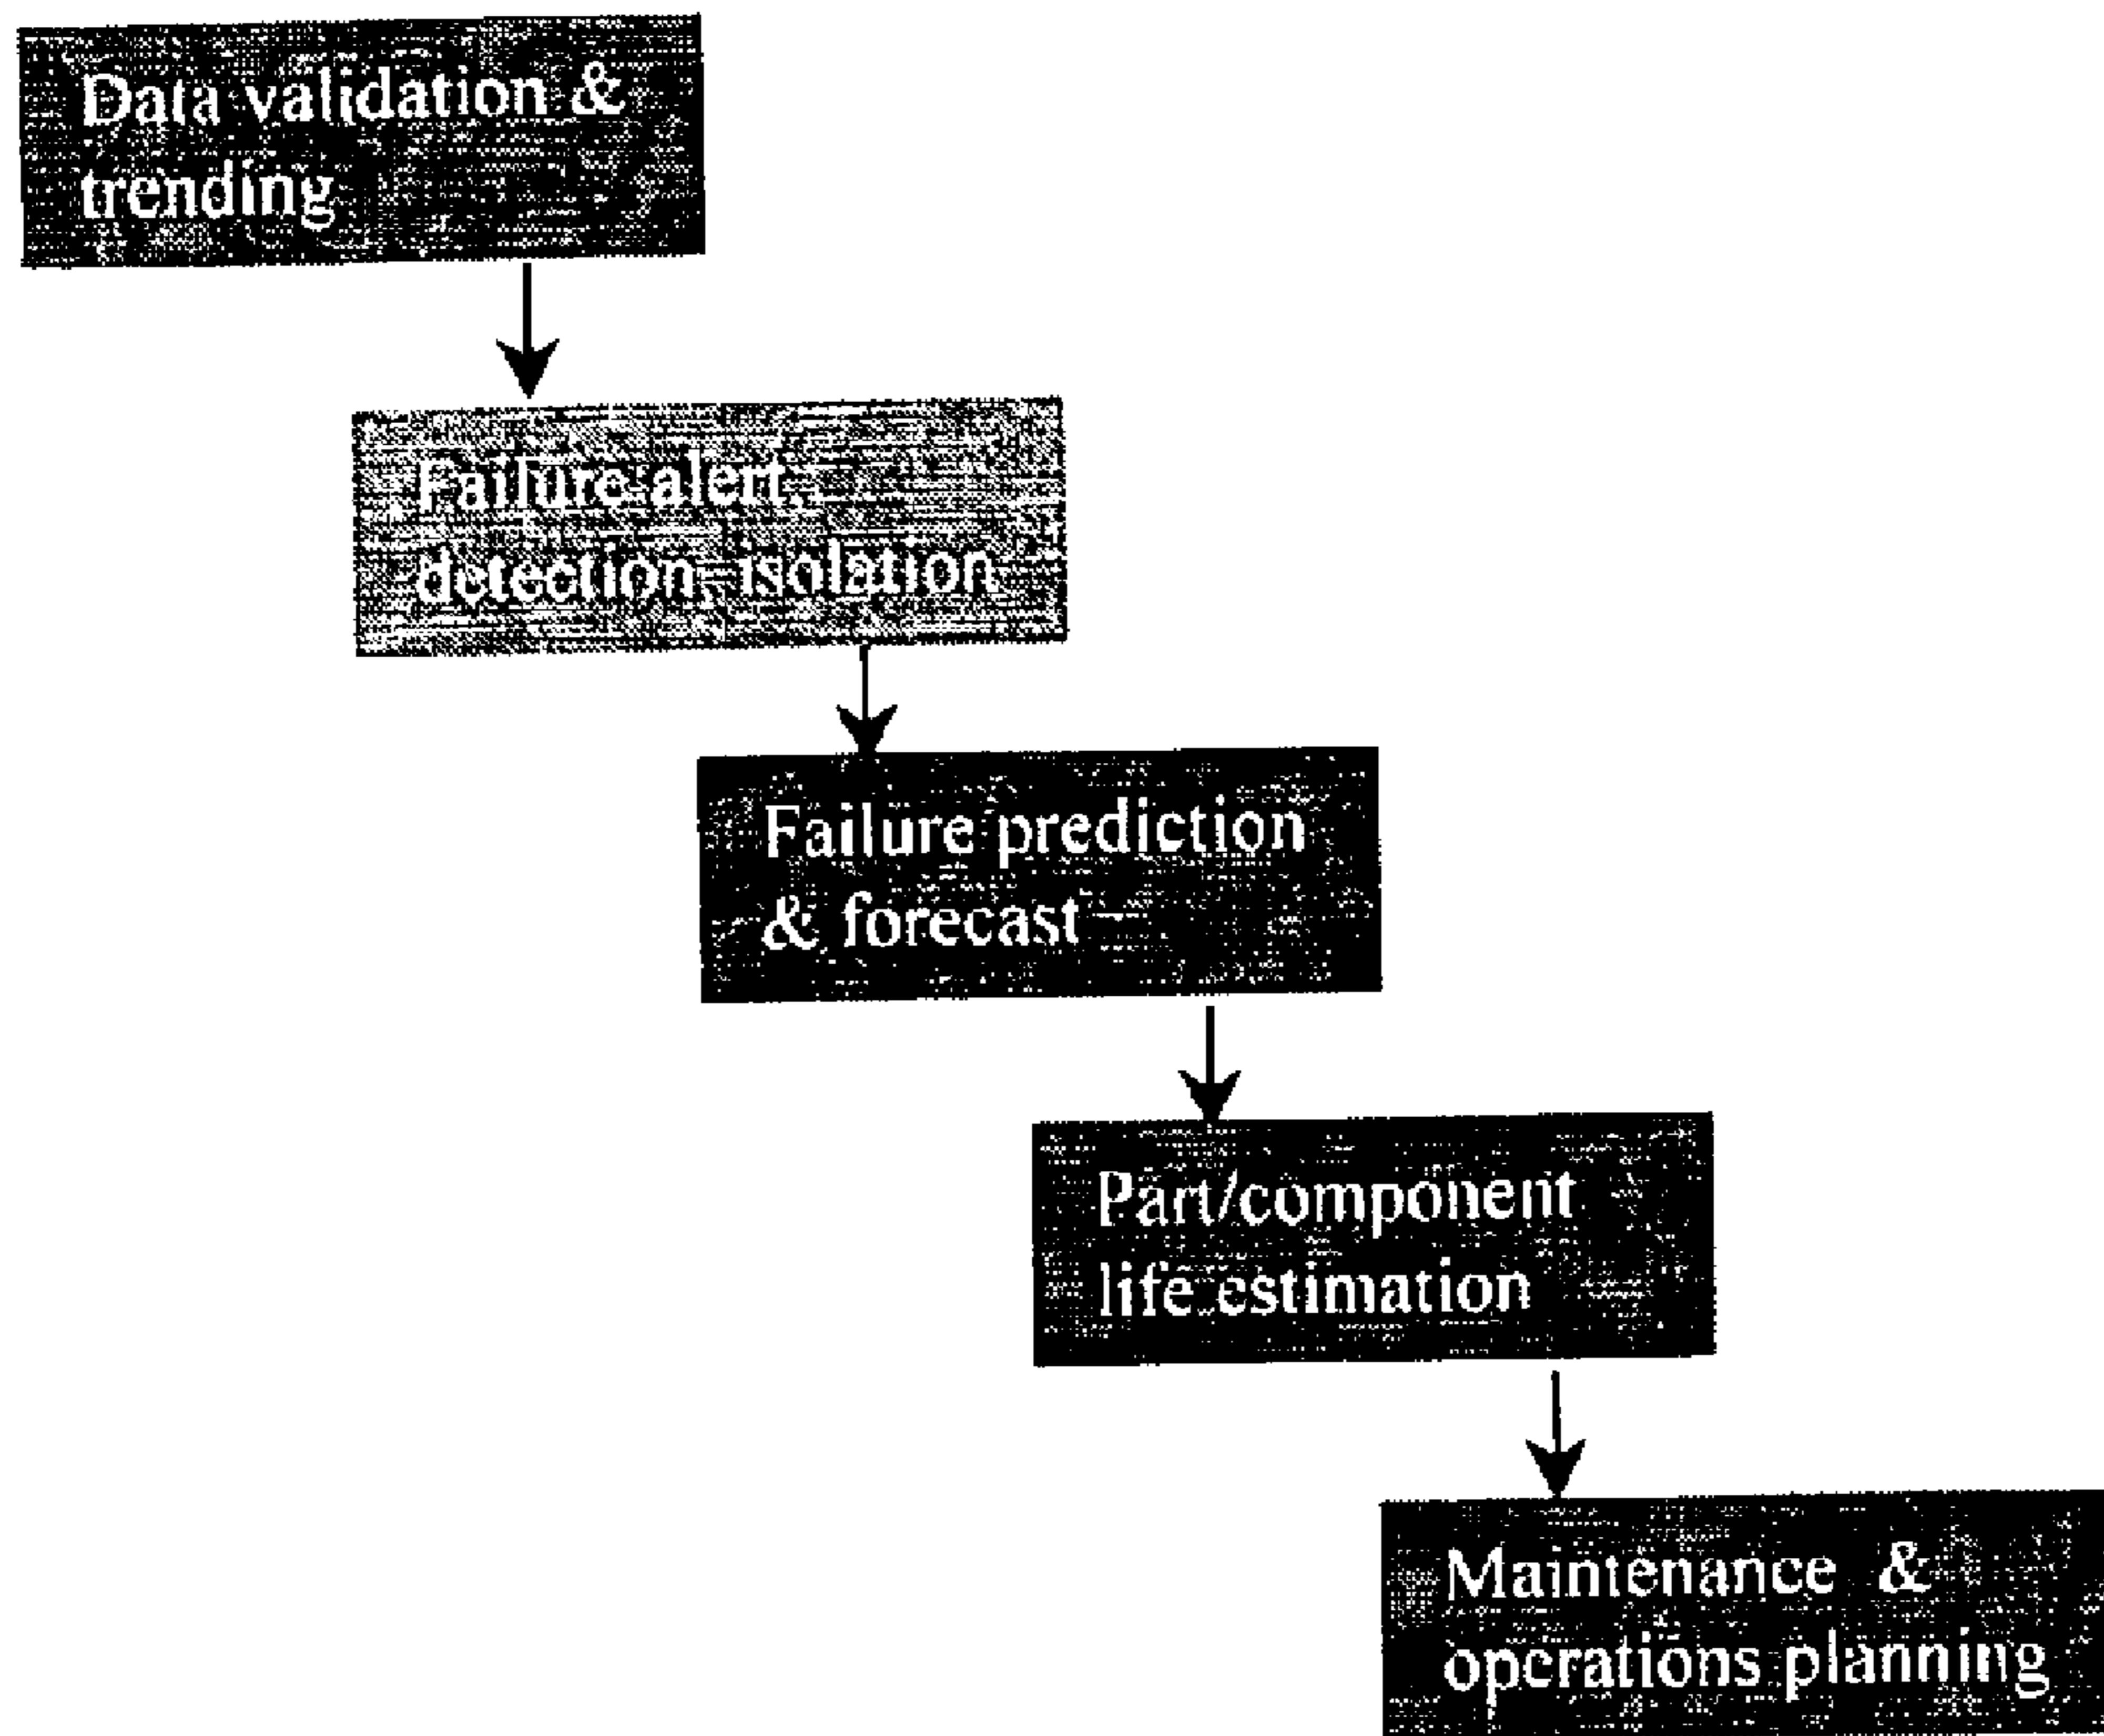 Data validation &
trending
Failure alert,
detection, isolation
Failure prediction
& forecast
Part/component
life estimation
Maintenance &
operations planning